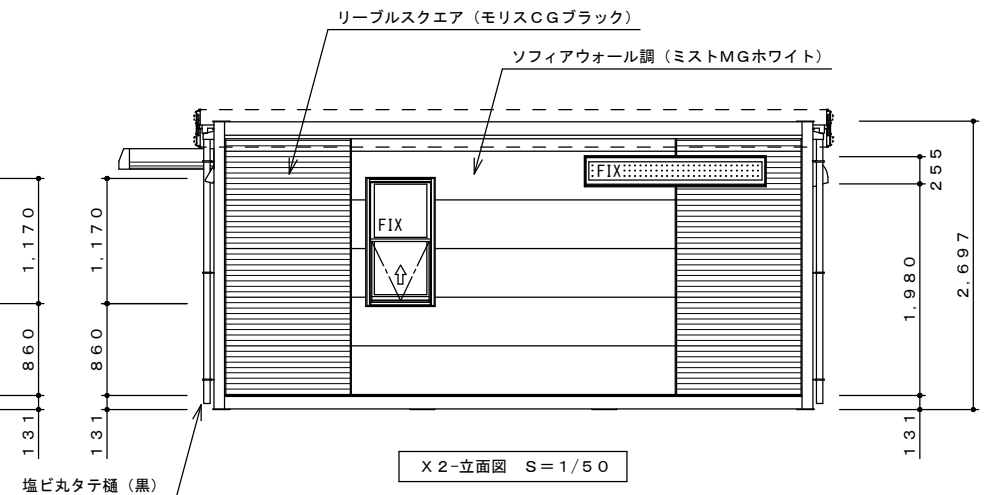 リーブルスクエア（モリスＣＧブラック）
ソフィアウォール調（ミストＭＧホワイト）
FIX
FIX
1,170
860
131
1,170
860
131
255
1,980
131
2,697
塩ビ丸タテ樋（黒）
Ｘ２-立面図　Ｓ＝１/５０